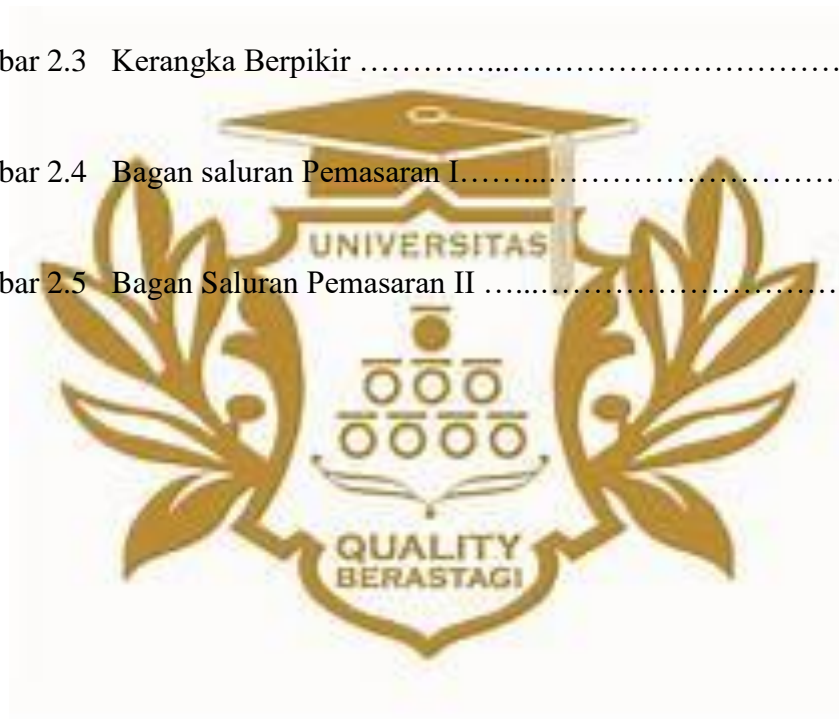 bar 2.3 Kerangka Berpikir …………...……………………………
bar 2.4 Bagan saluran Pemasaran I……...…………………………
UNIVERSITAS
bar 2.5 Bagan Saluran Pemasaran II …...…………………………
QUALITY
BERASTAGI